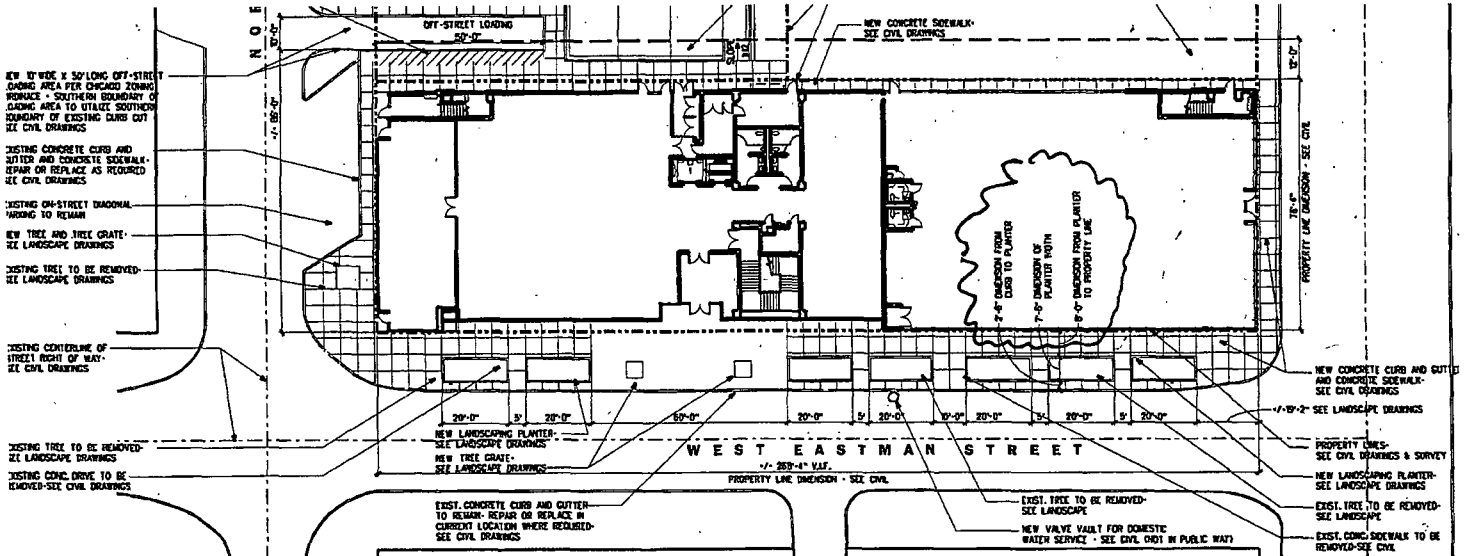 OFF-STREET LOADING
50'-0"
10'-0"
NEW CONCRETE SIDEWALK-
SEE CIVIL DRAWINGS
SLOPE
12'-0"
NEW 10' WIDE X 50' LONG OFF-STREET
LOADING AREA PER CHICAGO ZONING
ORDINACE - SOUTHERN BOUNDARY OF
LOADING AREA TO UTILIZE SOUTHERN
BOUNDARY OF EXISTING CURB CUT
SEE CIVIL DRAWINGS
EXISTING CONCRETE CURB AND
GUTTER AND CONCRETE SIDEWALK-
REPAIR OR REPLACE AS REQUIRED
SEE CIVIL DRAWINGS
EXISTING ON-STREET DIAGONAL
PARKING TO REMAIN
NEW TREE AND TREE GRATE-
SEE LANDSCAPE DRAWINGS
EXISTING TREE TO BE REMOVED-
SEE LANDSCAPE DRAWINGS
EXISTING CENTERLINE OF
STREET RIGHT OF WAY-
SEE CIVIL DRAWINGS
EXISTING TREE TO BE REMOVED-
SEE LANDSCAPE DRAWINGS
EXISTING CONC. DRIVE TO BE
REMOVED-SEE CIVIL DRAWINGS
2'-6" DIMENSION FROM
CURB TO PLANTER
7'-6" DIMENSION OF
PLANTER WIDTH
8'-0" DIMENSION FROM PLANTER
TO PROPERTY LINE
PROPERTY LINE DIMENSION - SEE CIVIL
20'-0" 5' 20'-0" 60'-0" 20'-0" 5' 20'-0" 20'-0" 5' 20'-0" 5' 20'-0"
NEW LANDSCAPING PLANTER-
SEE LANDSCAPE DRAWINGS
NEW TREE GRATE-
SEE LANDSCAPE DRAWINGS
WEST EASTMAN STREET
PROPERTY LINE DIMENSION - SEE CIVIL
EXIST. CONCRETE CURB AND GUTTER
TO REMAIN- REPAIR OR REPLACE IN
CURRENT LOCATION WHERE REQUIRED-
SEE CIVIL DRAWINGS
EXIST. TREE TO BE REMOVED-
SEE LANDSCAPE
NEW VALVE VAULT FOR DOMESTIC
WATER SERVICE - SEE CIVIL (NOT IN PUBLIC WAY)
NEW CONCRETE CURB AND GUTTER
AND CONCRETE SIDEWALK-
SEE CIVIL DRAWINGS
+/-19'-2" SEE LANDSCAPE DRAWINGS
PROPERTY LINES-
SEE CIVIL DRAWINGS & SURVEY
NEW LANDSCAPING PLANTER-
SEE LANDSCAPE DRAWINGS
EXIST. TREE TO BE REMOVED-
SEE LANDSCAPE
EXIST. CONC. SIDEWALK TO BE
REMOVED-SEE CIVIL